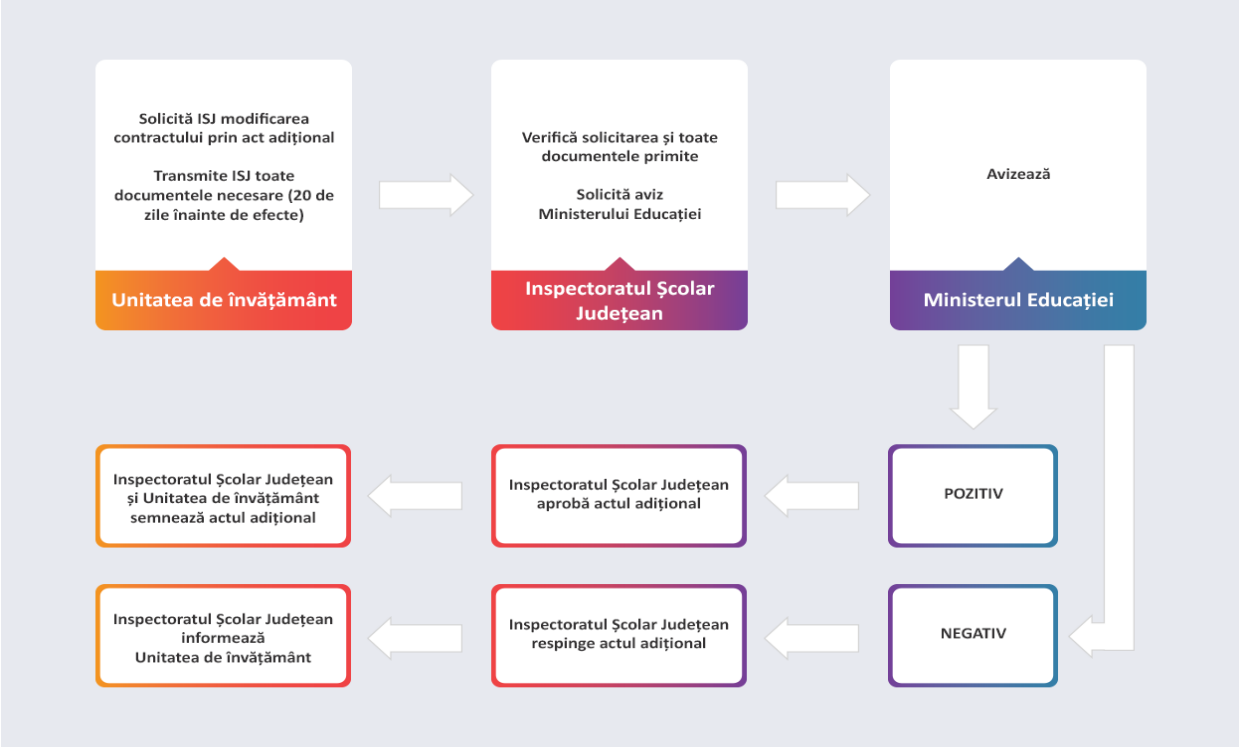 Solicită ISJ modificarea
contractului prin act adițional
Transmite ISJ toate
documentele necesare (20 de
zile înainte de efecte)
Unitatea de învățământ
Verifică solicitarea și toate
documentele primite
Solicită aviz
Ministerului Educației
Inspectoratul Școlar
Județean
Avizează
Ministerul Educației
POZITIV
Inspectoratul Școlar Județean
aprobă actul adițional
Inspectoratul Școlar Județean
și Unitatea de învățământ
semnează actul adițional
NEGATIV
Inspectoratul Școlar Județean
respinge actul adițional
Inspectoratul Școlar Județean
informează
Unitatea de învățământ